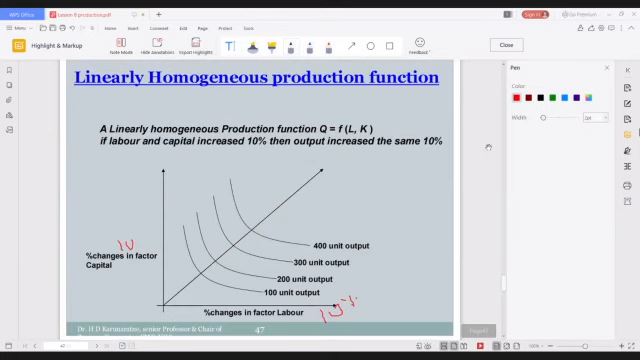 WPS Office
Lesson 8 production.pdf
Sign in
Go Premium
Menu
Home
Edit
Comment
Page
Protect
Tools
Feedback
Highlight & Markup
Note Mode
Hide Annotations
Export Highlights
Feedback
Close
Pen
Color:
Width:
Linearly Homogeneous production function
A Linearly homogeneous Production function Q = f ( L, K )
if labour and capital increased 10% then output increased the same 10%
10
%changes in factor
Capital
400 unit output
300 unit output
200 unit output
100 unit output
%changes in factor Labour
Dr. H D Karunaratne, senior Professor & Chair of
47